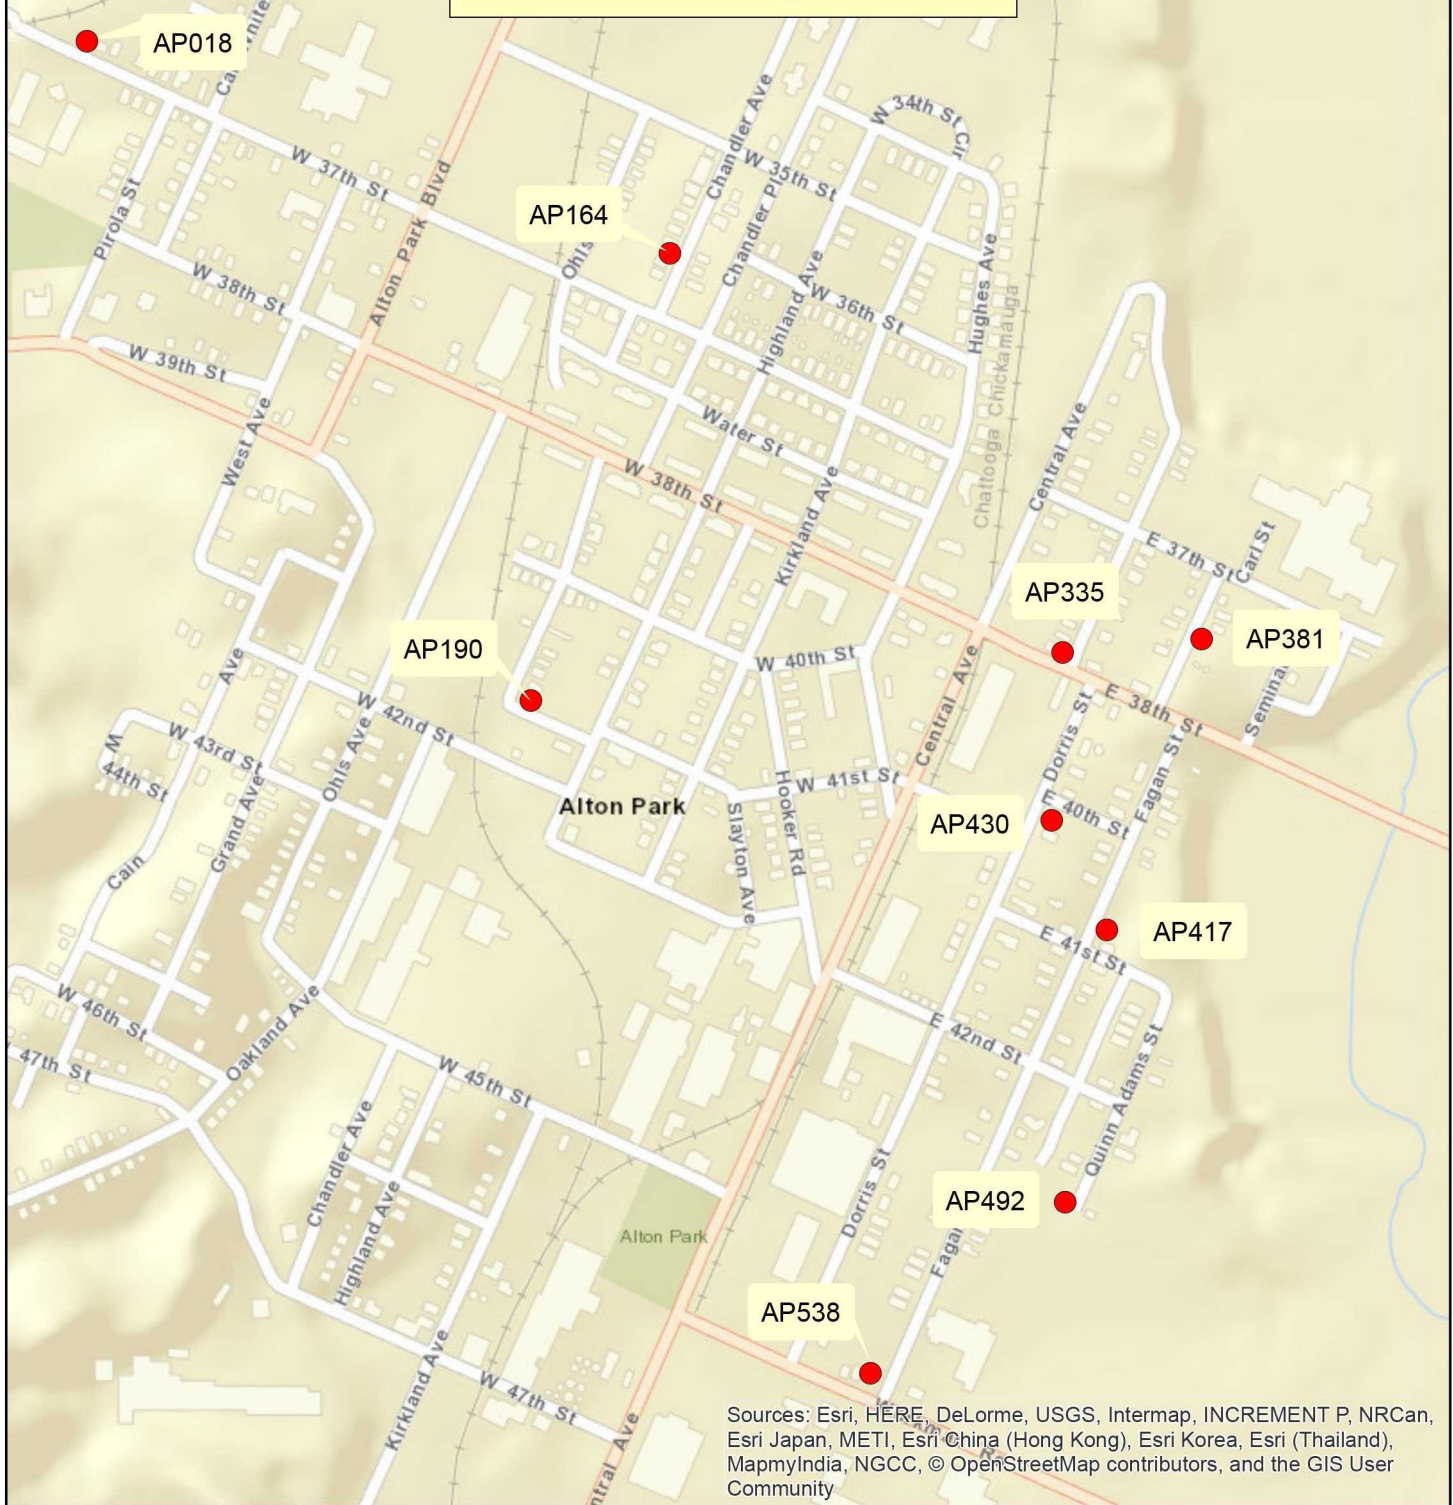 AP018
W 34th St Cir
Chandler Ave
W 37th St
W 35th St
Alton Park Blvd
AP164
Pirola St
Chandler Pl
Ohls
Hughes Ave
W 38th St
Highland Ave
W 36th St
Chattooga Chickamauga
W 39th St
West Ave
Water St
Central Ave
W 38th St
Kirkland Ave
E 37th St
Carl St
AP335
AP381
AP190
W 40th St
Ave
Central Ave
Seminal
W 42nd St
E 38th St
W 43rd St
W 44th St
Ohls Ave
Dorris St
Fagan St
W 41st St
Hooker Rd
Alton Park
Slayton Ave
AP430
E 40th St
Grand Ave
Cain
AP417
E 41st St
W 46th St
Oakland Ave
E 42nd St
47th St
W 45th St
Quinn Adams St
Chandler Ave
Highland Ave
Dorris St
AP492
Alton Park
AP538
Kirkland Ave
W 47th St
Sources: Esri, HERE, DeLorme, USGS, Intermap, INCREMENT P, NRCan,
Esri Japan, METI, Esri China (Hong Kong), Esri Korea, Esri (Thailand),
MapmyIndia, NGCC, © OpenStreetMap contributors, and the GIS User
Community